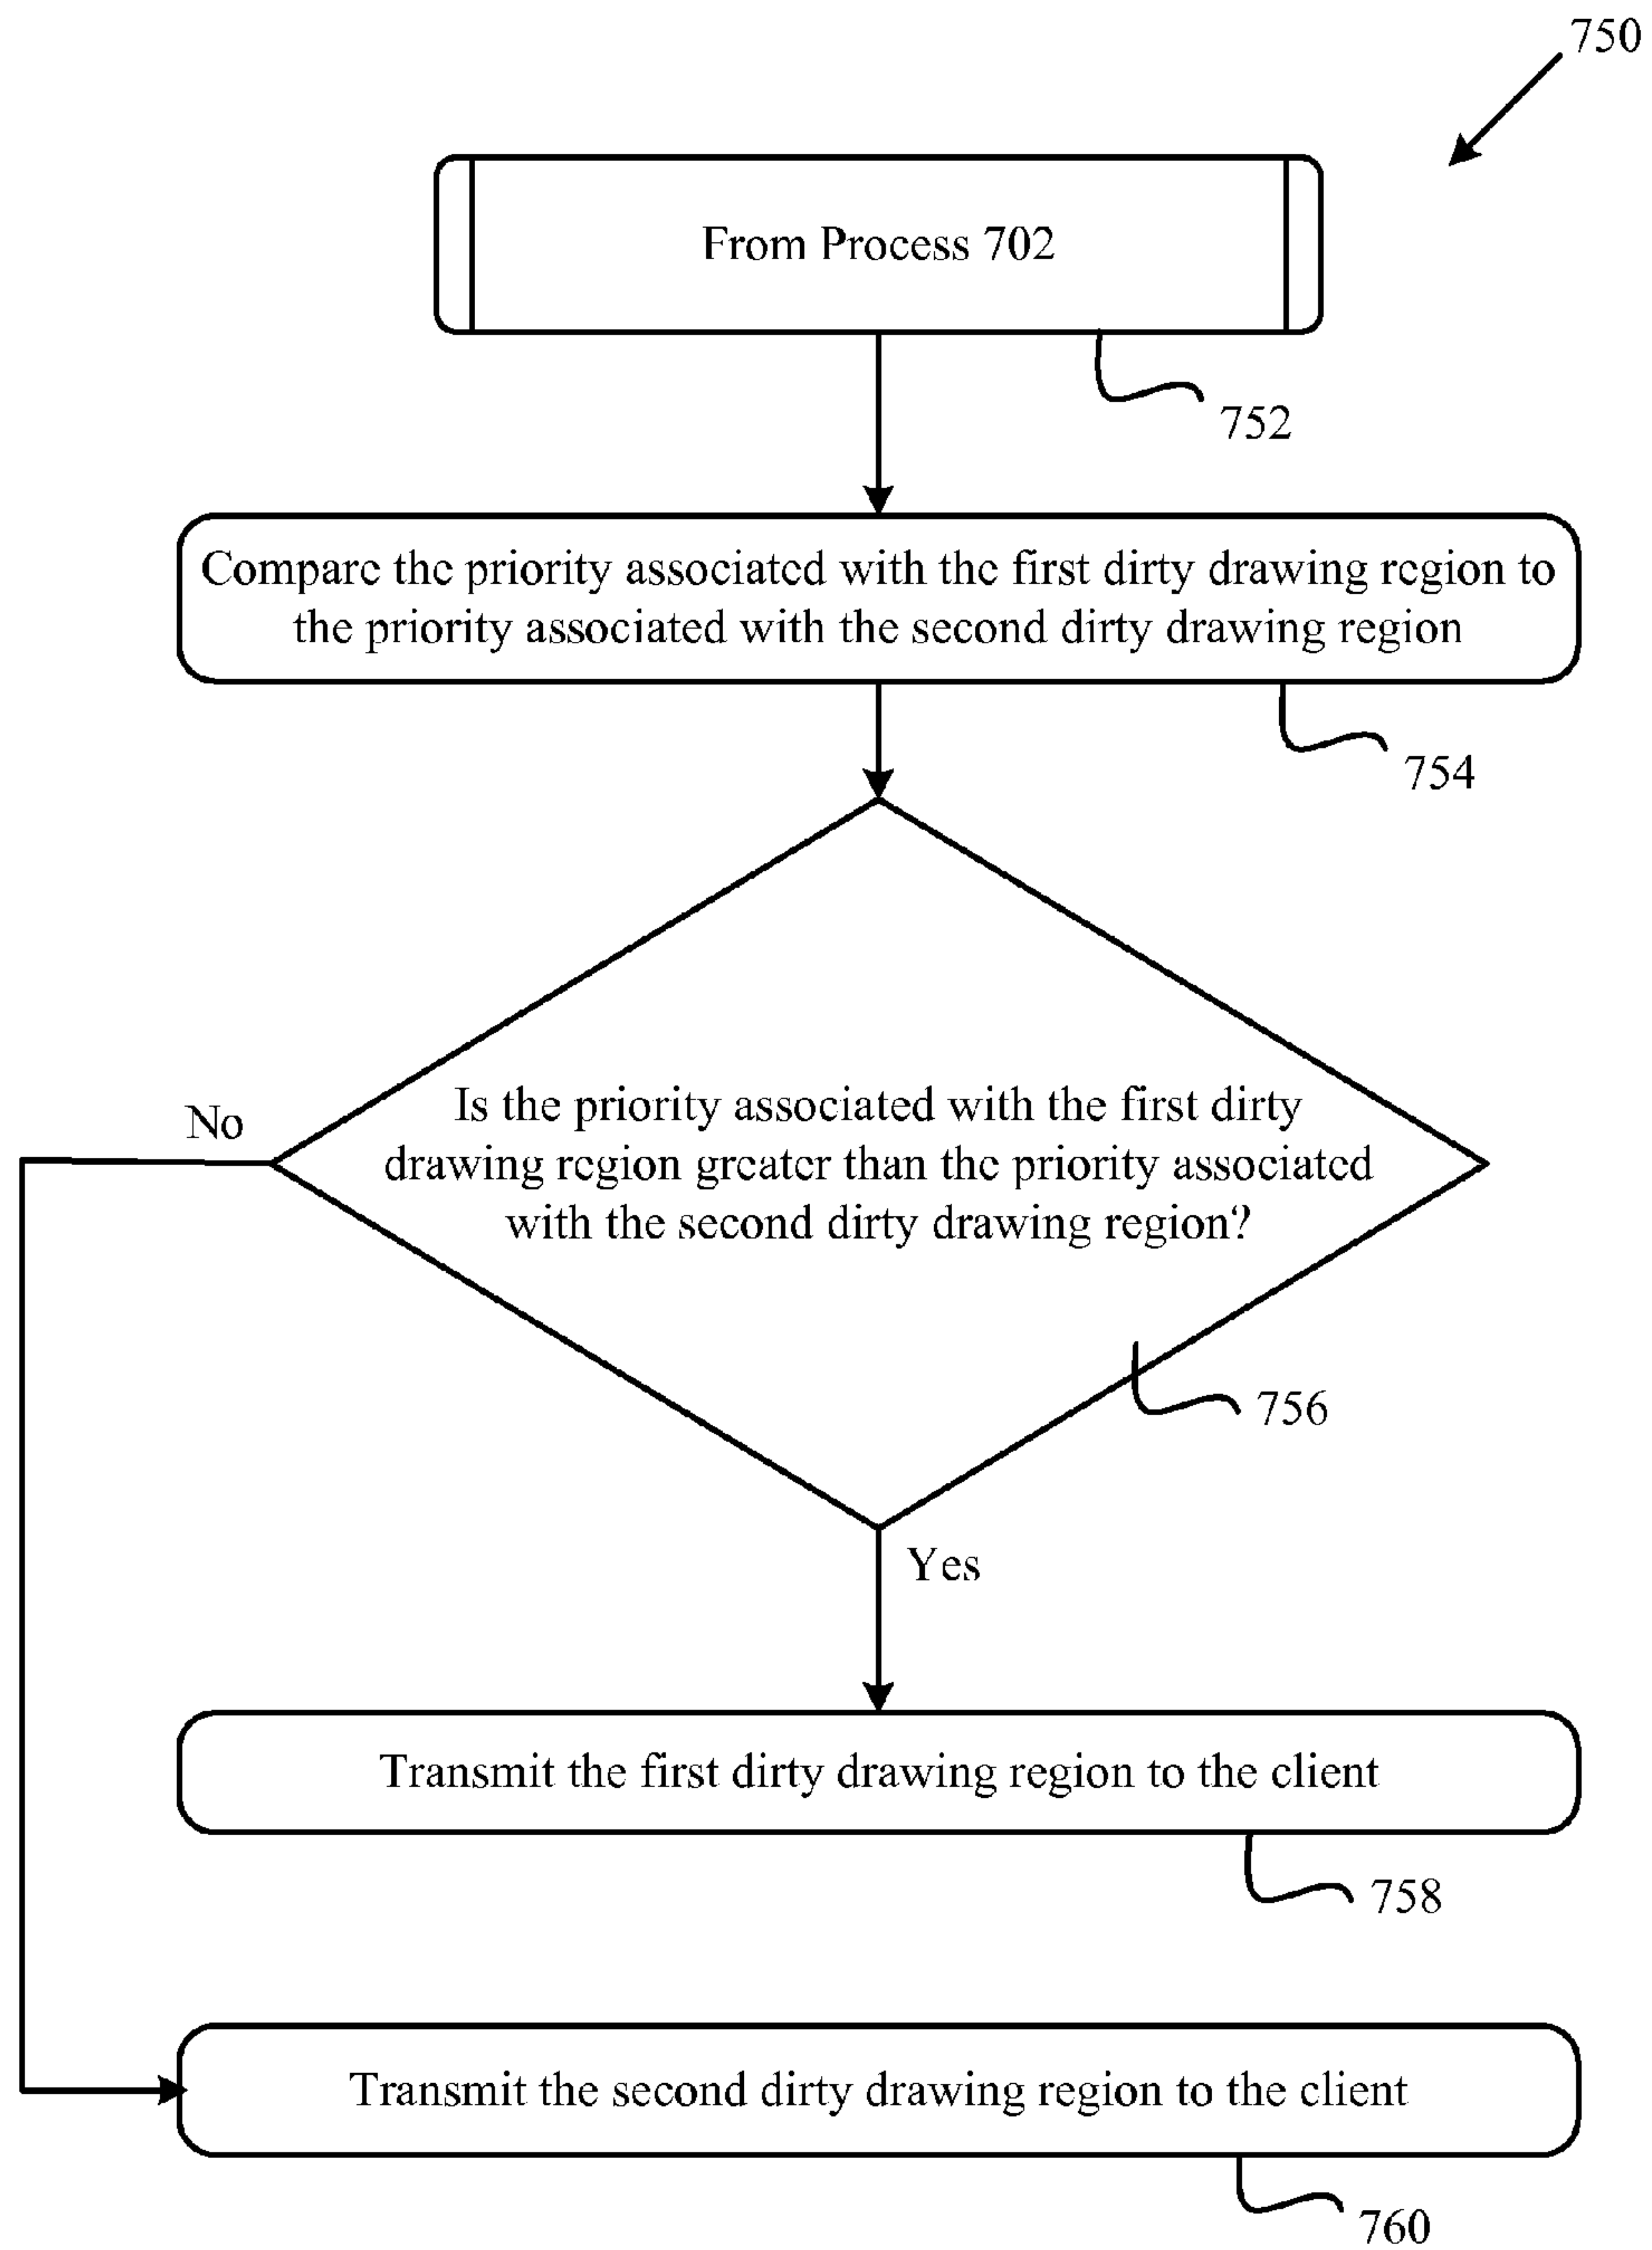 750
From Process 702
752
Compare the priority associated with the first dirty drawing region to
the priority associated with the second dirty drawing region
754
No
Is the priority associated with the first dirty
drawing region greater than the priority associated
with the second dirty drawing region?
756
Yes
Transmit the first dirty drawing region to the client
758
Transmit the second dirty drawing region to the client
760